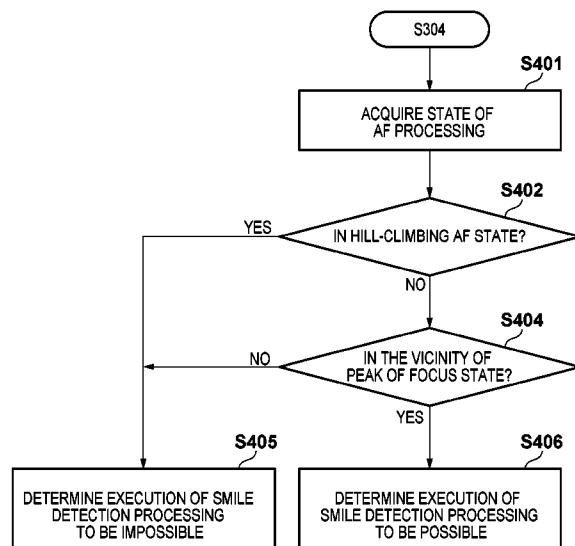 S304
S401
ACQUIRE STATE OF
AF PROCESSING
S402
IN HILL-CLIMBING AF STATE?
YES
NO
S404
IN THE VICINITY OF
PEAK OF FOCUS STATE?
NO
YES
S405
DETERMINE EXECUTION OF SMILE
DETECTION PROCESSING
TO BE IMPOSSIBLE
S406
DETERMINE EXECUTION OF
SMILE DETECTION PROCESSING
TO BE POSSIBLE